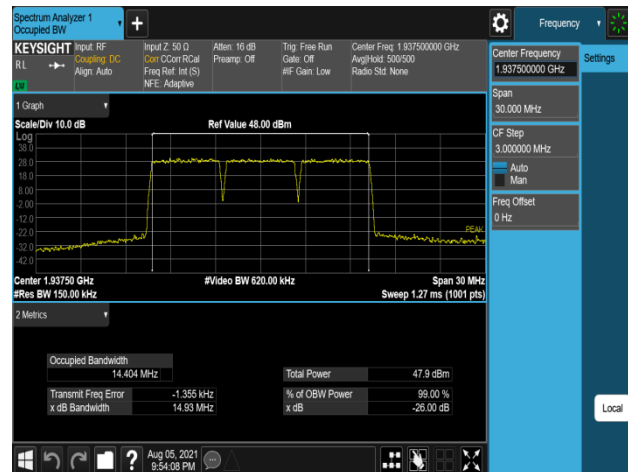 Spectrum Analyzer 1
Occupied BW
+
Frequency
KEYSIGHT
RL
Input: RF
Coupling: DC
Align: Auto
Input Z: 50 Ω
Corr CCorr RCal
Freq Ref: Int (S)
NFE: Adaptive
Atten: 16 dB
Preamp: Off
Trig: Free Run
Gate: Off
#IF Gain: Low
Center Freq: 1.937500000 GHz
Avg|Hold: 500/500
Radio Std: None
LW
Center Frequency
1.937500000 GHz
Settings
Span
30.000 MHz
CF Step
3.000000 MHz
Auto
Man
Freq Offset
0 Hz
Local
1 Graph
Scale/Div 10.0 dB
Ref Value 48.00 dBm
Log
38.0
28.0
18.0
8.00
-2.00
-12.0
-22.0
-32.0
-42.0
PEAK
Center 1.93750 GHz
#Video BW 620.00 kHz
Span 30 MHz
#Res BW 150.00 kHz
Sweep 1.27 ms (1001 pts)
2 Metrics
Occupied Bandwidth
14.404 MHz
Total Power
47.9 dBm
Transmit Freq Error
-1.355 kHz
% of OBW Power
99.00 %
x dB Bandwidth
14.93 MHz
x dB
-26.00 dB
?
Aug 05, 2021
9:54:08 PM